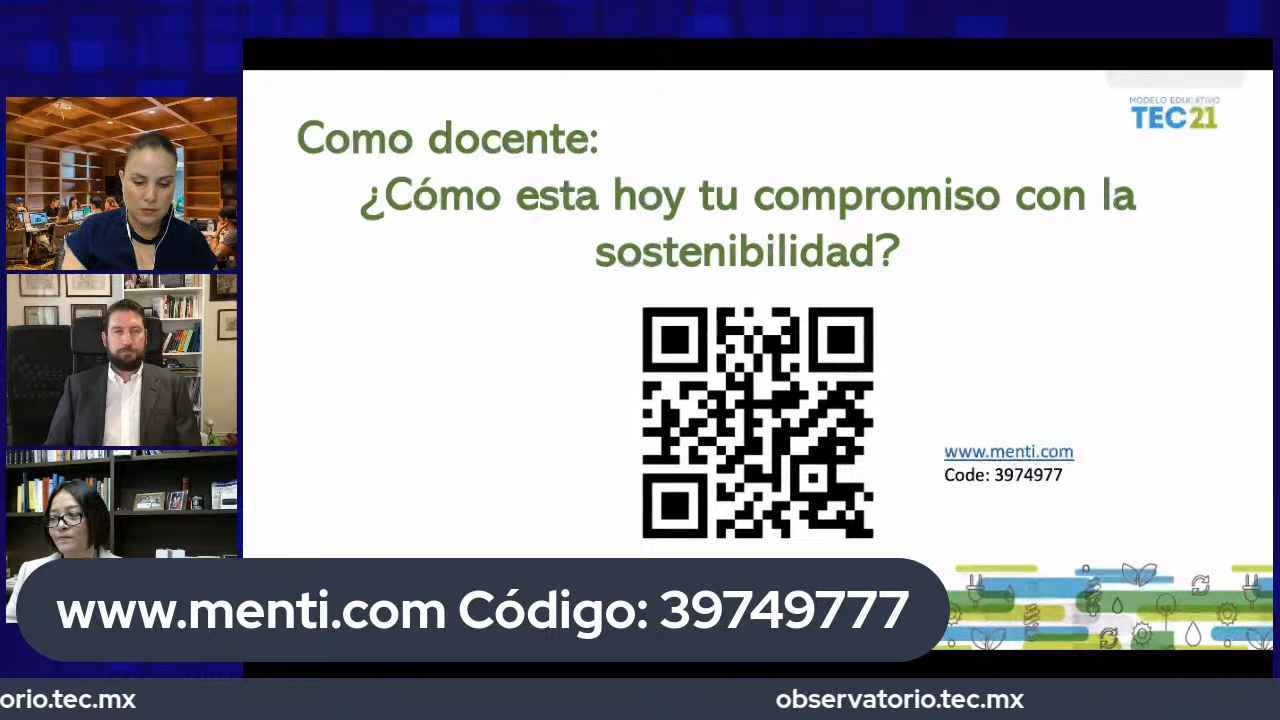 MODELO EDUCATIVO
TEC21
Como docente:
¿Cómo esta hoy tu compromiso con la
sostenibilidad?
www.menti.com
Code: 3974977
www.menti.com Código: 39749777
orio.tec.mx
observatorio.tec.mx